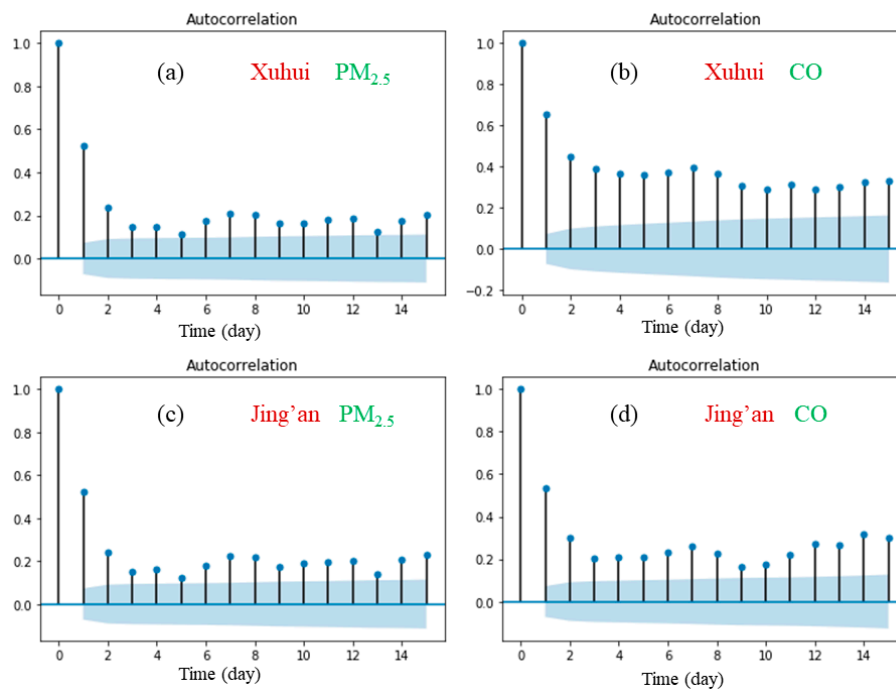 Autocorrelation
(a) Xuhui PM2.5
1.0
0.8
0.6
0.4
0.2
0.0
0 2 4 6 8 10 12 14
Time (day)
Autocorrelation
(b) Xuhui CO
1.0
0.8
0.6
0.4
0.2
0.0
−0.2
0 2 4 6 8 10 12 14
Time (day)
Autocorrelation
(c) Jing’an PM2.5
1.0
0.8
0.6
0.4
0.2
0.0
0 2 4 6 8 10 12 14
Time (day)
Autocorrelation
(d) Jing’an CO
1.0
0.8
0.6
0.4
0.2
0.0
0 2 4 6 8 10 12 14
Time (day)